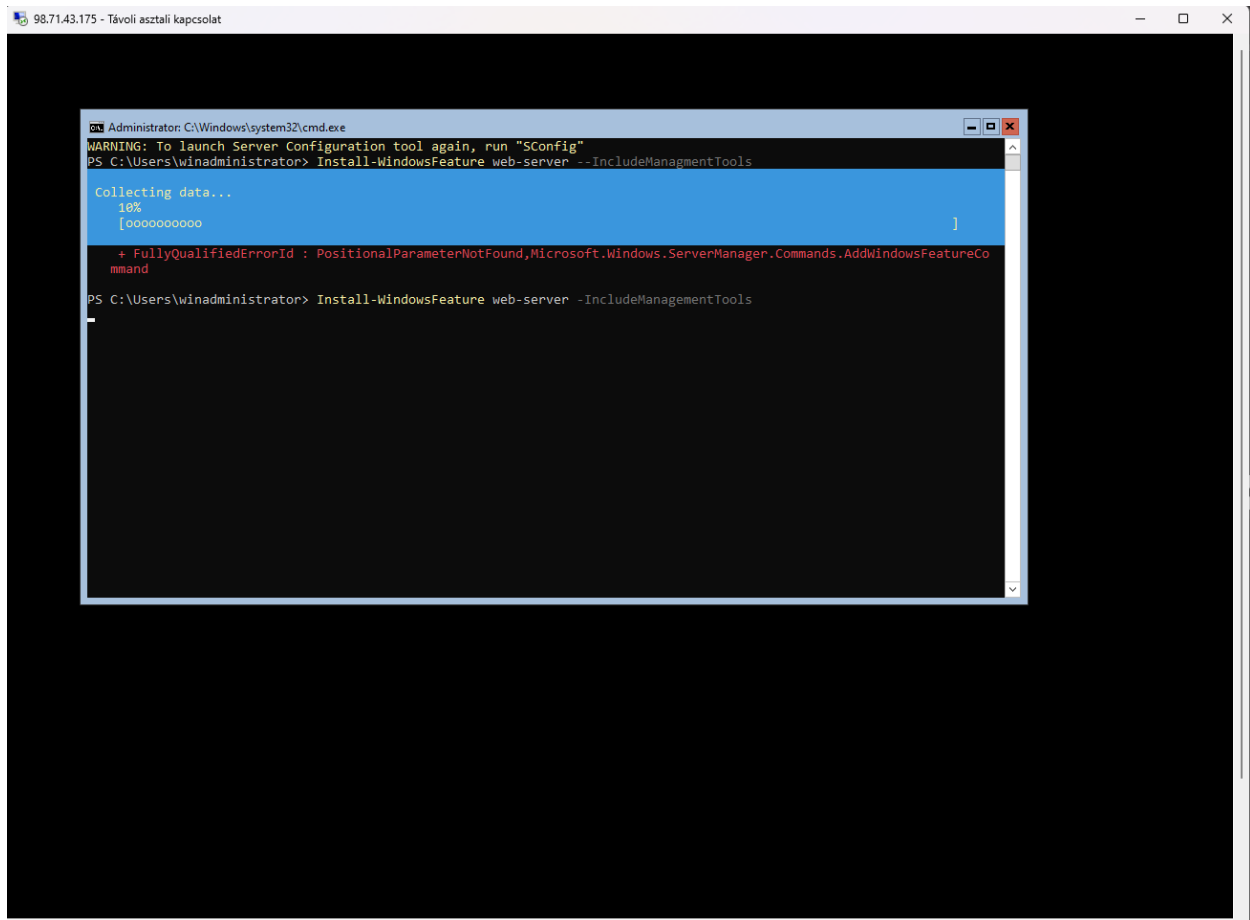 98.71.43.175 - Távoli asztali kapcsolat
Administrator: C:\Windows\system32\cmd.exe
WARNING: To launch Server Configuration tool again, run "SConfig"
PS C:\Users\winadministrator> Install-WindowsFeature web-server --IncludeManagmentTools
Collecting data...
10%
[oooooooooo ]
+ FullyQualifiedErrorId : PositionalParameterNotFound,Microsoft.Windows.ServerManager.Commands.AddWindowsFeatureCo
mmand
PS C:\Users\winadministrator> Install-WindowsFeature web-server -IncludeManagementTools